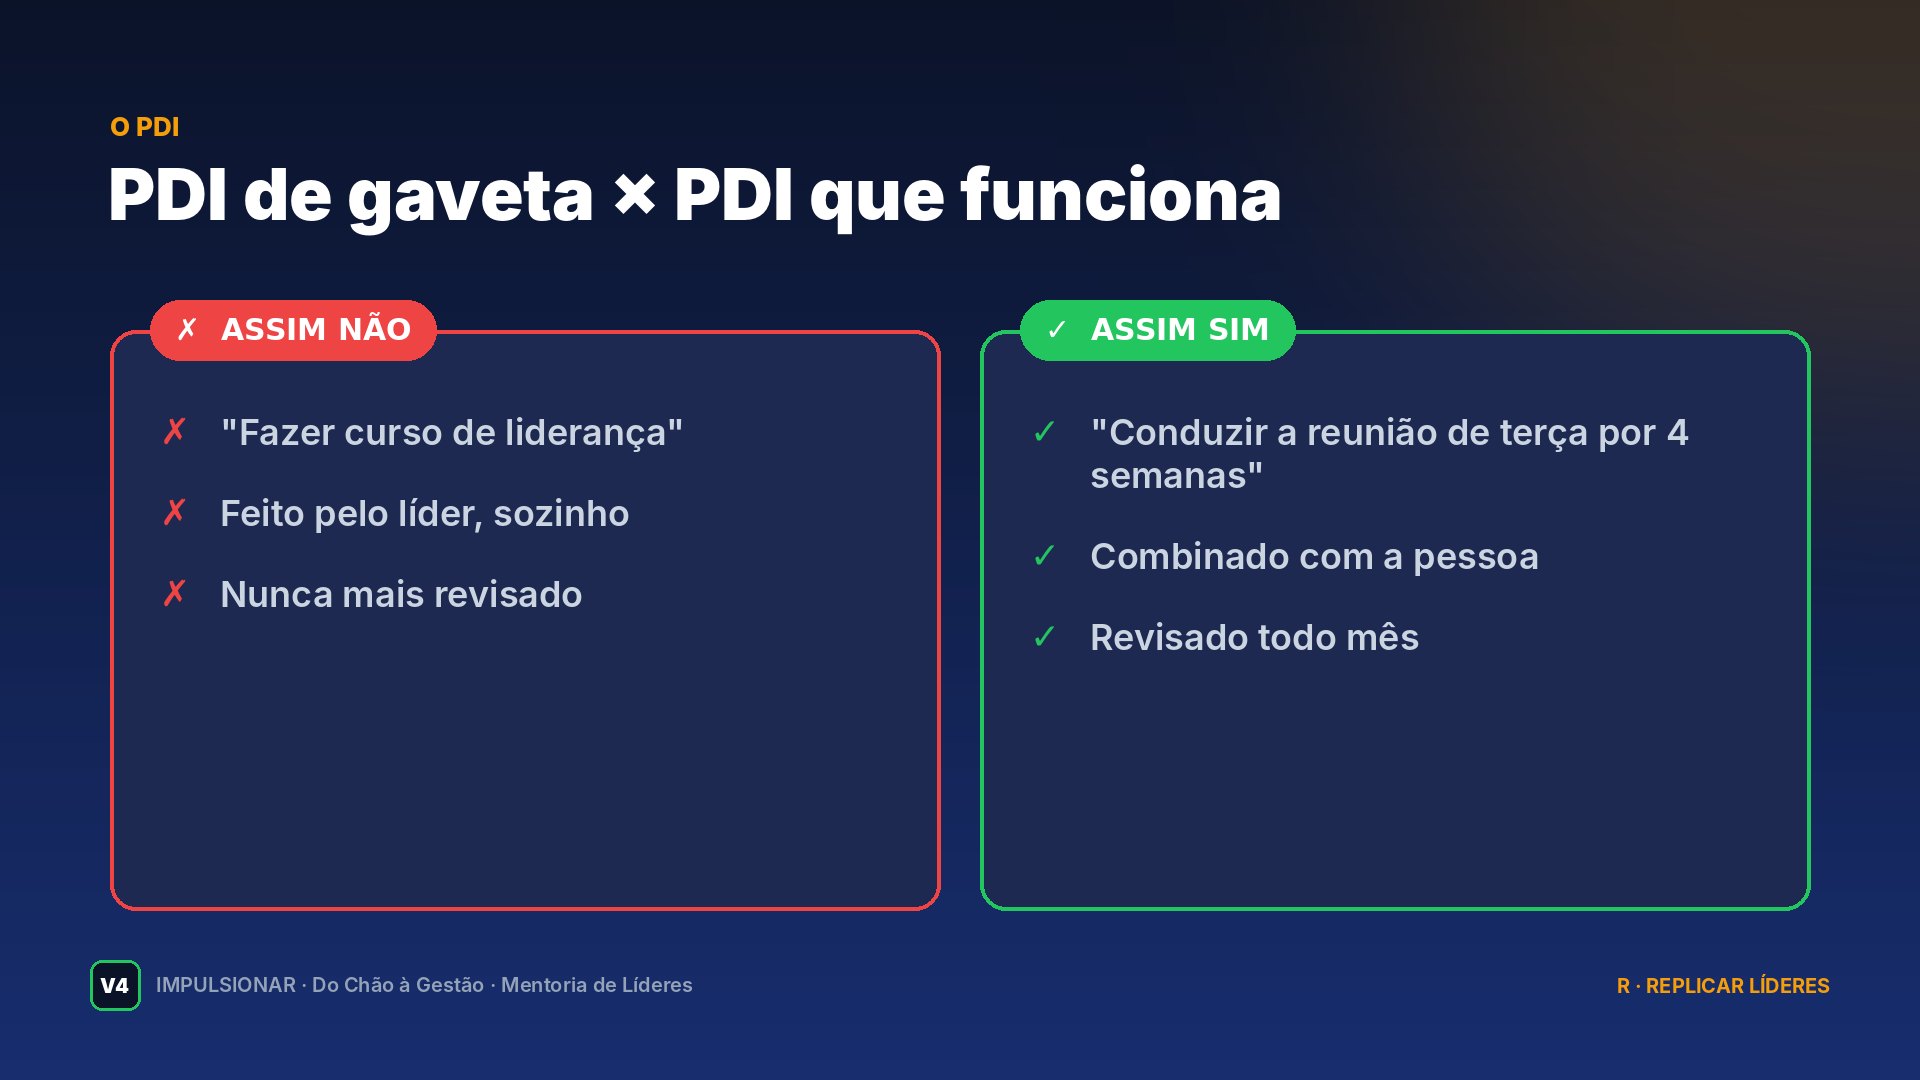 O PDI
PDI de gaveta × PDI que funciona
✗ ASSIM NÃO
✗ "Fazer curso de liderança"
✗ Feito pelo líder, sozinho
✗ Nunca mais revisado
✓ ASSIM SIM
✓ "Conduzir a reunião de terça por 4
semanas"
✓ Combinado com a pessoa
✓ Revisado todo mês
V4 IMPULSIONAR · Do Chão à Gestão · Mentoria de Líderes
R · REPLICAR LÍDERES